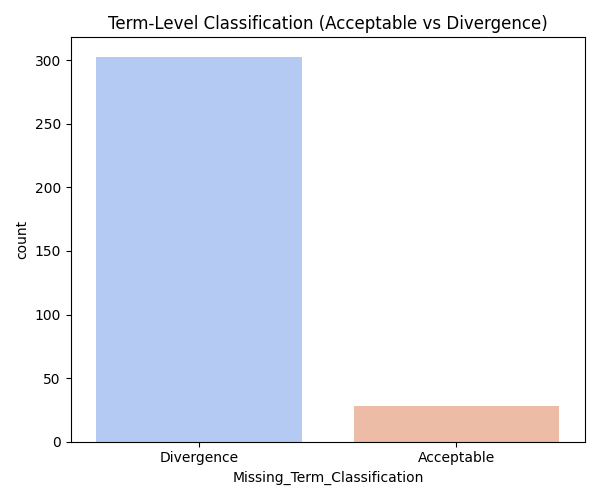 Term-Level Classification (Acceptable vs Divergence)
300
250
200
150
100
50
0
count
Divergence
Acceptable
Missing_Term_Classification